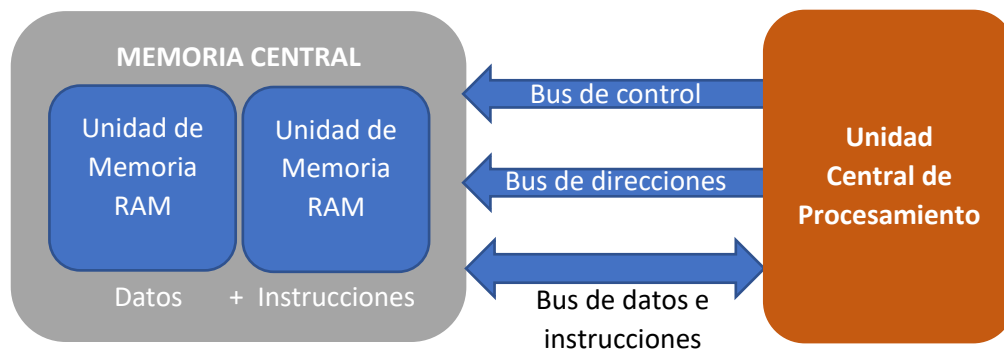 MEMORIA CENTRAL
Unidad de
Memoria
RAM
Unidad de
Memoria
RAM
Datos + Instrucciones
Bus de control
Bus de direcciones
Bus de datos e
instrucciones
Unidad
Central de
Procesamiento